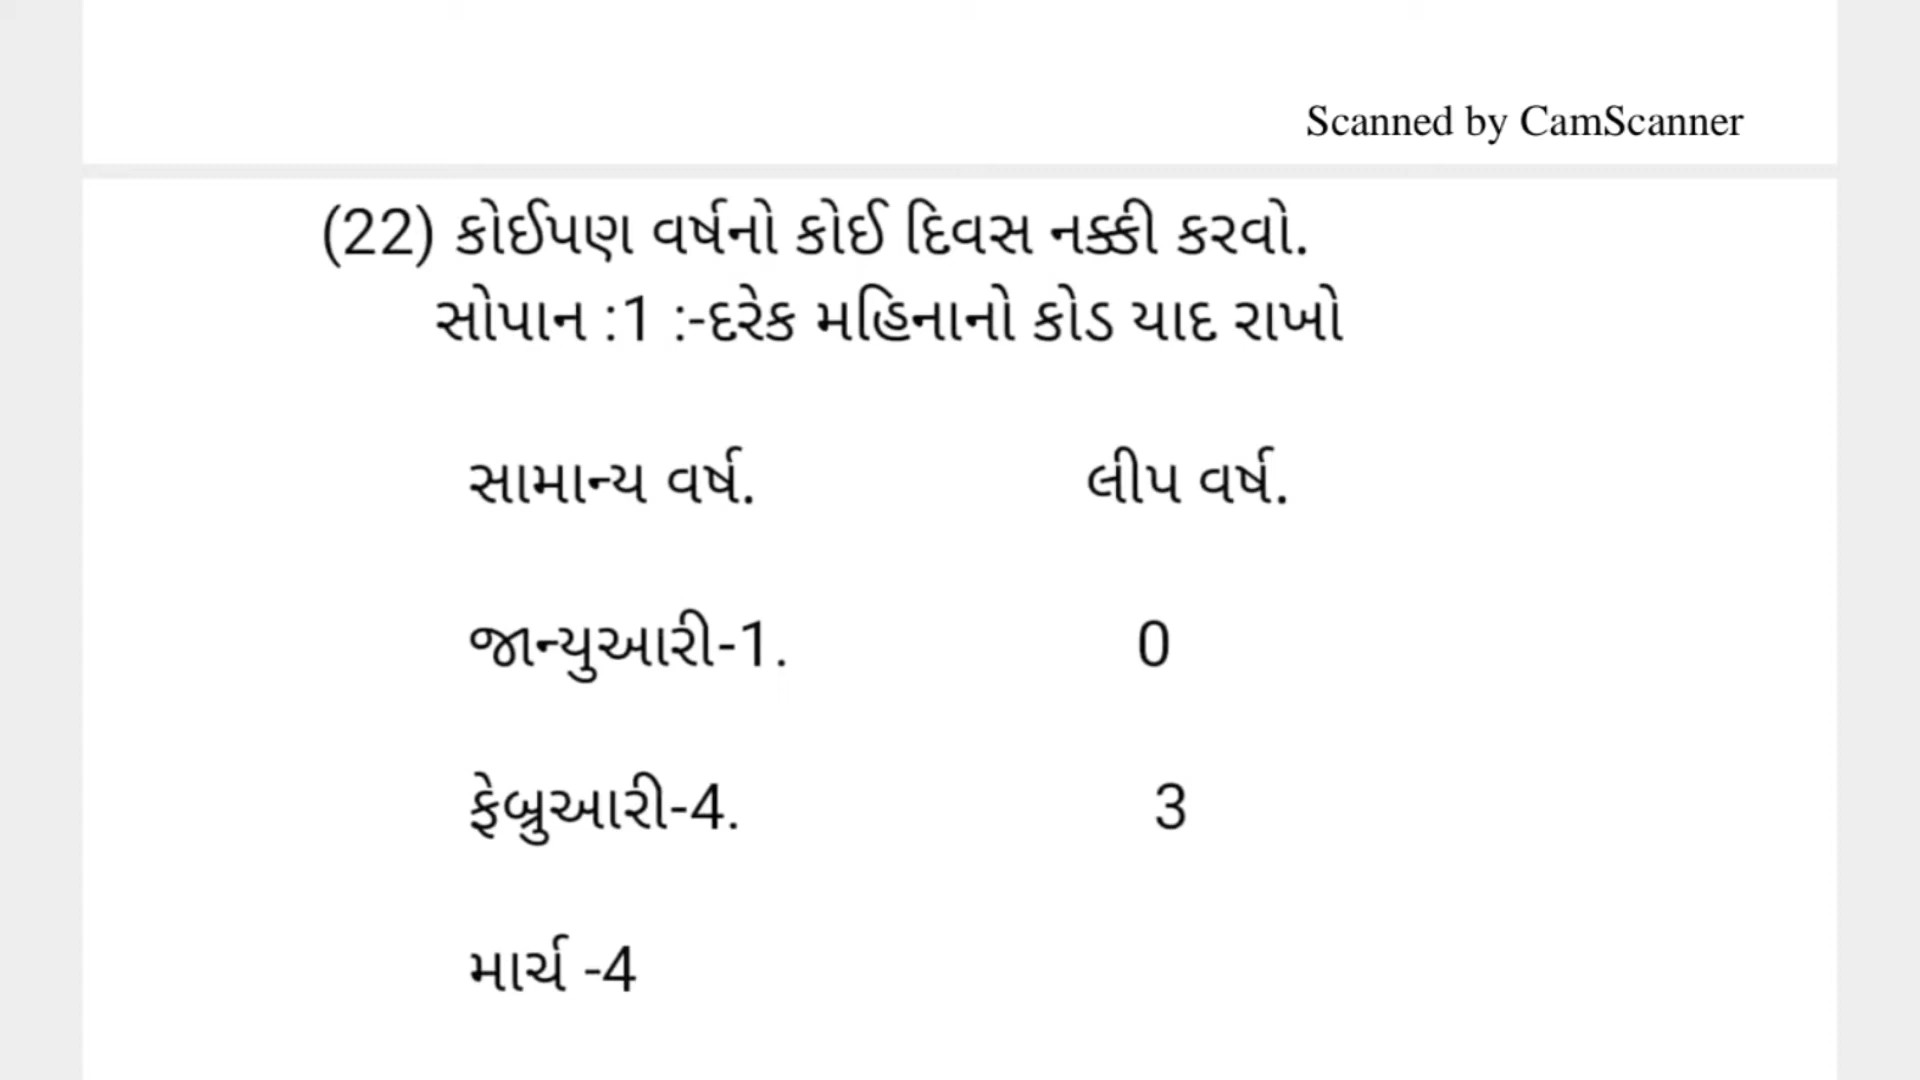 Scanned by CamScanner
(22) કોઈપણ વર્ષનો કોઈ દિવસ નક્કી કરવો.
સોપાન :1 :-દરેક મહિનાનો કોડ યાદ રાખો
સામાન્ય વર્ષ. લીપ વર્ષ.
જાન્યુઆરી-1. 0
ફેબ્રુઆરી-4. 3
માર્ચ -4